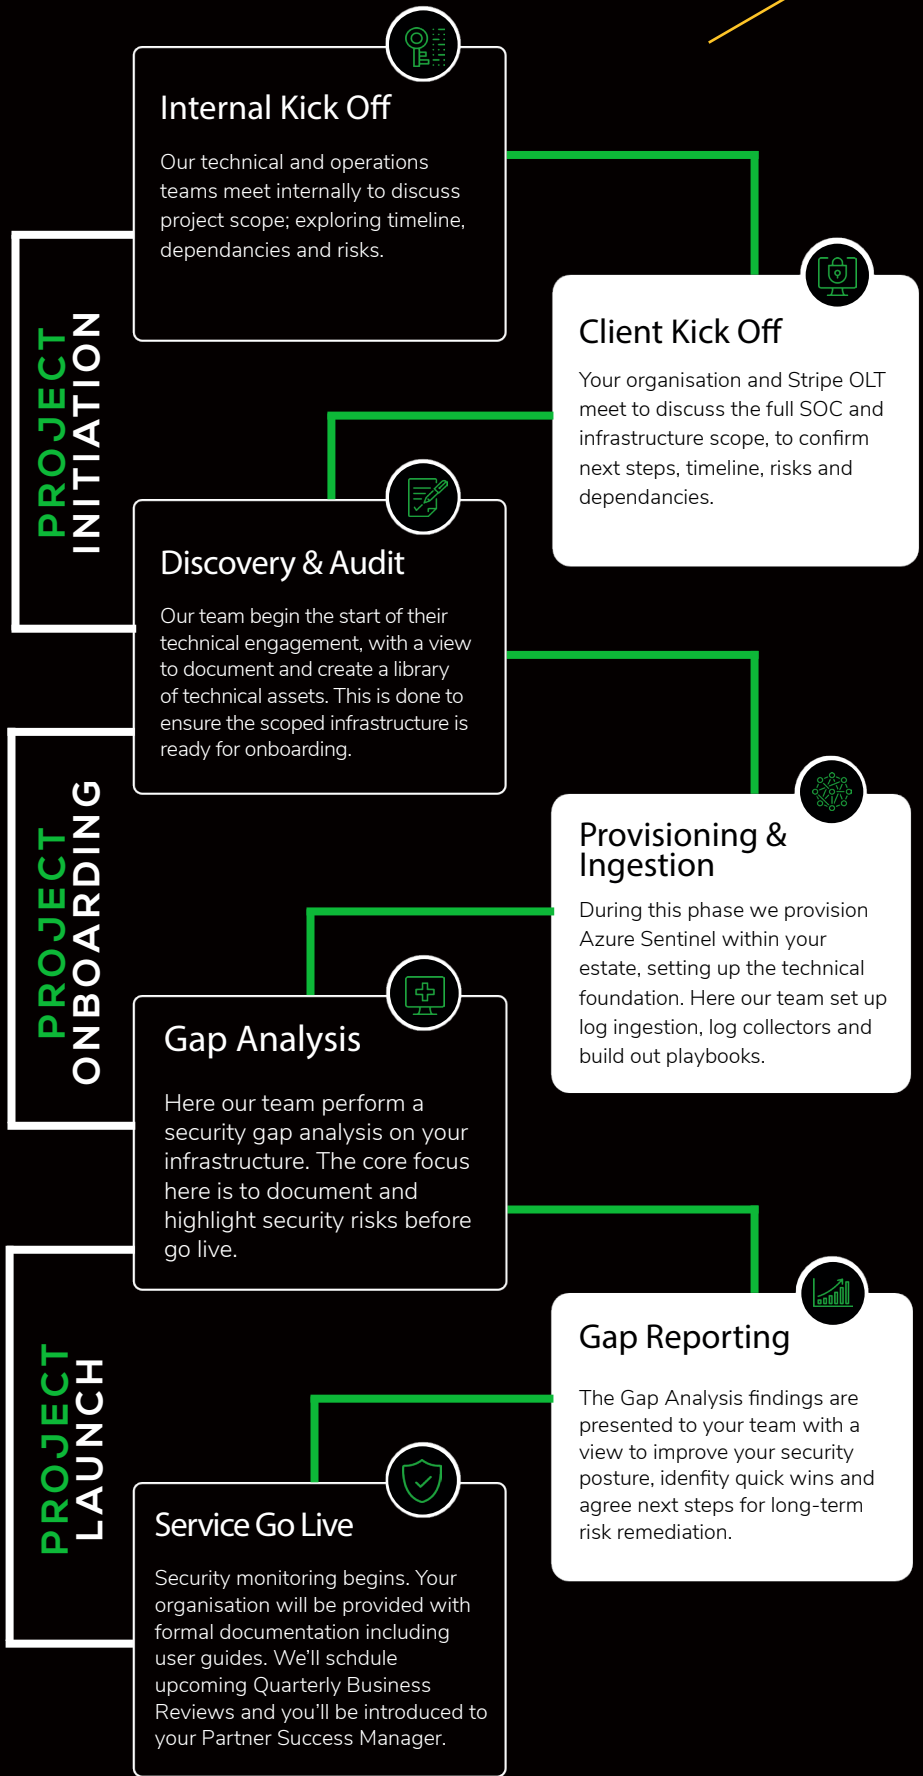 Internal Kick Off
Our technical and operations
teams meet internally to discuss
project scope; exploring timeline,
dependancies and risks.
PROJECT
INITIATION
Client Kick Off
Your organisation and Stripe OLT
meet to discuss the full SOC and
infrastructure scope, to confirm
next steps, timeline, risks and
dependancies.
Discovery & Audit
Our team begin the start of their
technical engagement, with a view
to document and create a library
of technical assets. This is done to
ensure the scoped infrastructure is
ready for onboarding.
PROJECT
ONBOARDING
Provisioning &
Ingestion
During this phase we provision
Azure Sentinel within your
estate, setting up the technical
foundation. Here our team set up
log ingestion, log collectors and
build out playbooks.
Gap Analysis
Here our team perform a
security gap analysis on your
infrastructure. The core focus
here is to document and
highlight security risks before
go live.
PROJECT
LAUNCH
Gap Reporting
The Gap Analysis findings are
presented to your team with a
view to improve your security
posture, idenfity quick wins and
agree next steps for long-term
risk remediation.
Service Go Live
Security monitoring begins. Your
organisation will be provided with
formal documentation including
user guides. We'll schdule
upcoming Quarterly Business
Reviews and you'll be introduced to
your Partner Success Manager.